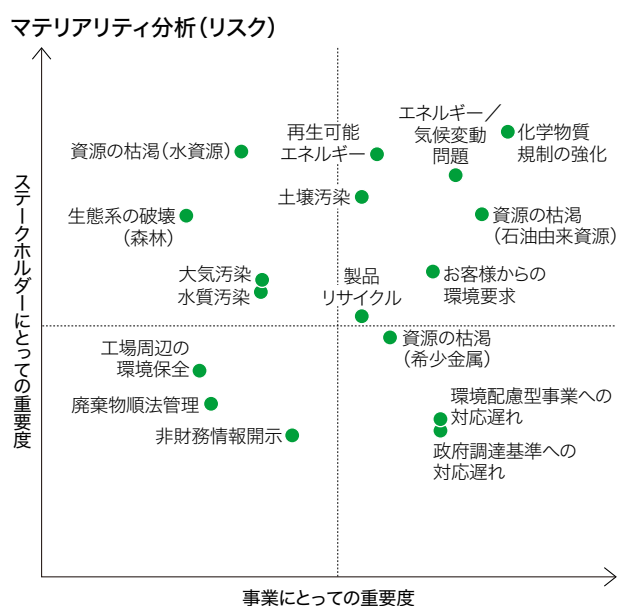 マテリアリティ分析（リスク）
ステークホルダーにとっての重要度
資源の枯渇（水資源）
再生可能
エネルギー
エネルギー／
気候変動
問題
化学物質
規制の強化
土壌汚染
生態系の破壊
（森林）
資源の枯渇
（石油由来資源）
大気汚染
水質汚染
製品
リサイクル
お客様からの
環境要求
工場周辺の
環境保全
資源の枯渇
（希少金属）
廃棄物順法管理
環境配慮型事業への
対応遅れ
非財務情報開示
政府調達基準への
対応遅れ
事業にとっての重要度